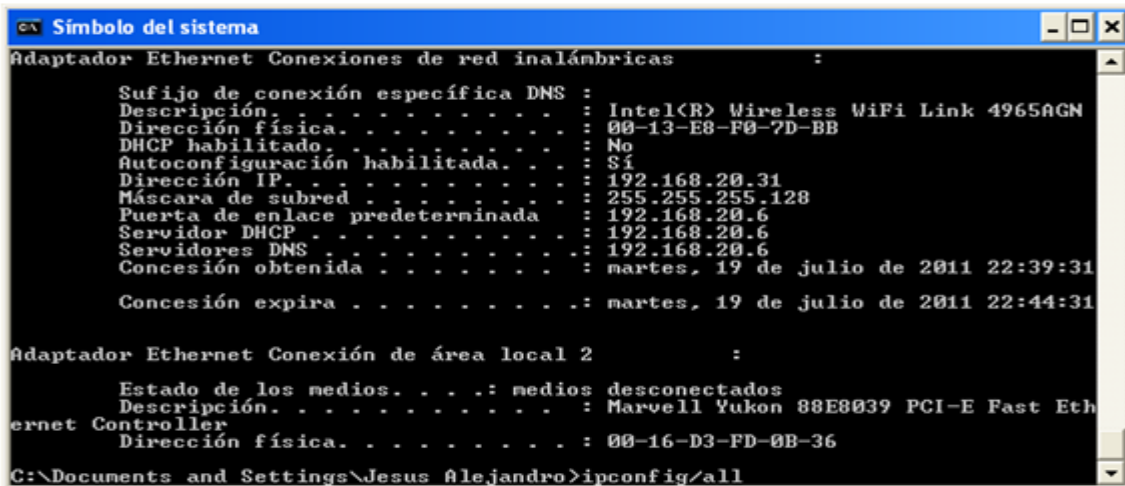 Símbolo del sistema
Adaptador Ethernet Conexiones de red inalámbricas :
Sufijo de conexión específica DNS :
Descripción. . . . . . . . . . . : Intel(R) Wireless WiFi Link 4965AGN
Dirección física. . . . . . . . . : 00-13-E8-F0-7D-BB
DHCP habilitado. . . . . . . . . : No
Autoconfiguración habilitada. . . : Sí
Dirección IP. . . . . . . . . . . : 192.168.20.31
Máscara de subred . . . . . . . . : 255.255.255.128
Puerta de enlace predeterminada : 192.168.20.6
Servidor DHCP . . . . . . . . . . : 192.168.20.6
Servidores DNS . . . . . . . . . .: 192.168.20.6
Concesión obtenida . . . . . . . : martes, 19 de julio de 2011 22:39:31
Concesión expira . . . . . . . . .: martes, 19 de julio de 2011 22:44:31
Adaptador Ethernet Conexión de área local 2 :
Estado de los medios. . . .: medios desconectados
Descripción. . . . . . . . . . . : Marvell Yukon 88E8039 PCI-E Fast Eth
ernet Controller
Dirección física. . . . . . . . . : 00-16-D3-FD-0B-36
C:\Documents and Settings\Jesus Alejandro>ipconfig/all